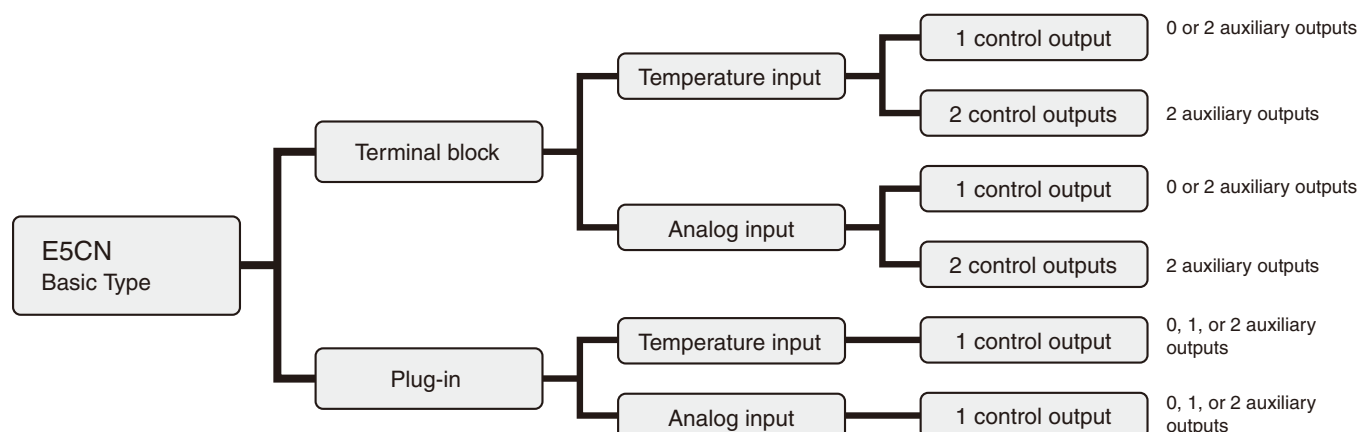 1 control output
0 or 2 auxiliary outputs
Temperature input
2 control outputs
2 auxiliary outputs
Terminal block
1 control output
0 or 2 auxiliary outputs
Analog input
2 control outputs
2 auxiliary outputs
E5CN
Basic Type
Temperature input
1 control output
0, 1, or 2 auxiliary
outputs
Plug-in
Analog input
1 control output
0, 1, or 2 auxiliary
outputs